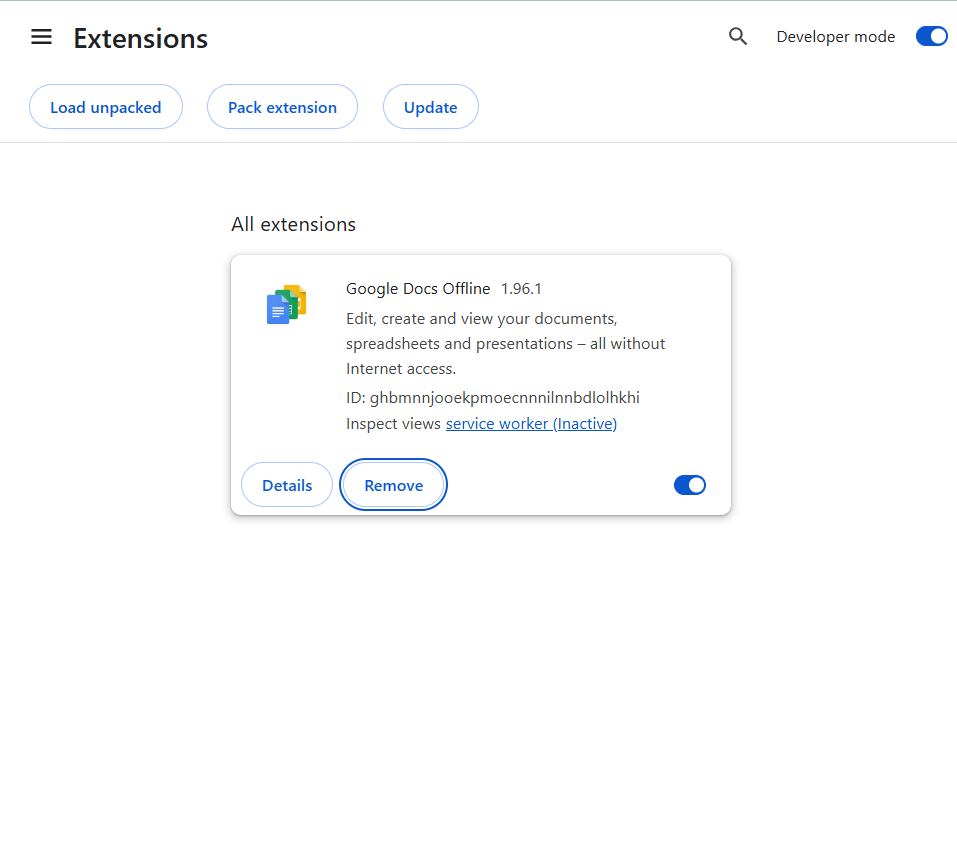 Extensions
Developer mode
Load unpacked
Pack extension
Update
All extensions
Google Docs Offline 1.96.1
Edit, create and view your documents,
spreadsheets and presentations – all without
Internet access.
ID: ghbmnnjooekpmoecnnnilnnbdlolhkhi
Inspect views service worker (Inactive)
Details
Remove